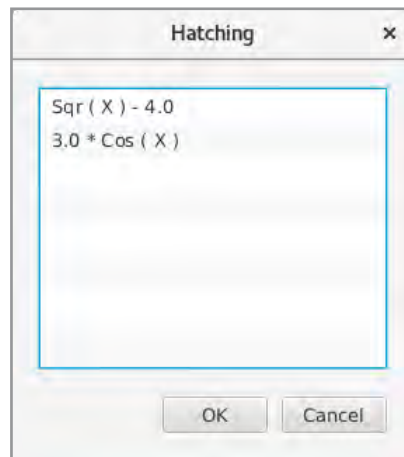 Hatching ×
Sqr ( X ) - 4.0
3.0 * Cos ( X )
OK Cancel